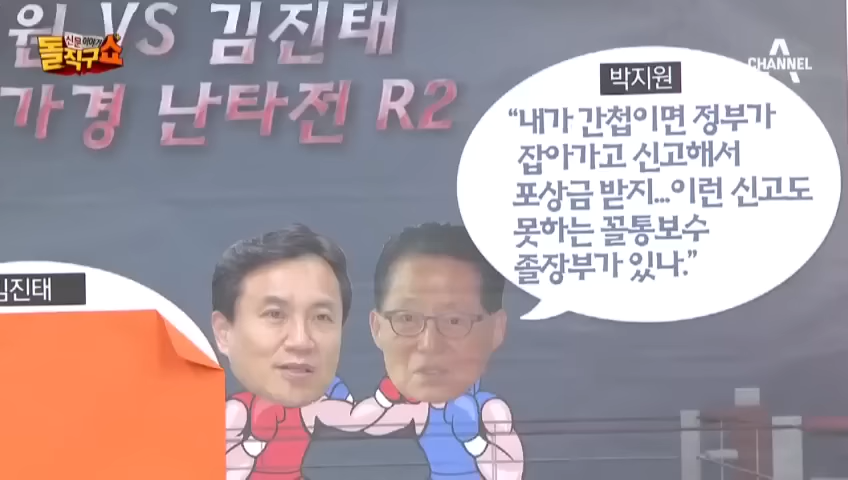 원 VS 김진태
가경 난타전 R2
신문이야기
돌직구쇼
CHANNEL A
박지원
“내가 간첩이면 정부가
잡아가고 신고해서
포상금 받지...이런 신고도
못하는 꼴통보수
졸장부가 있나.”
김진태